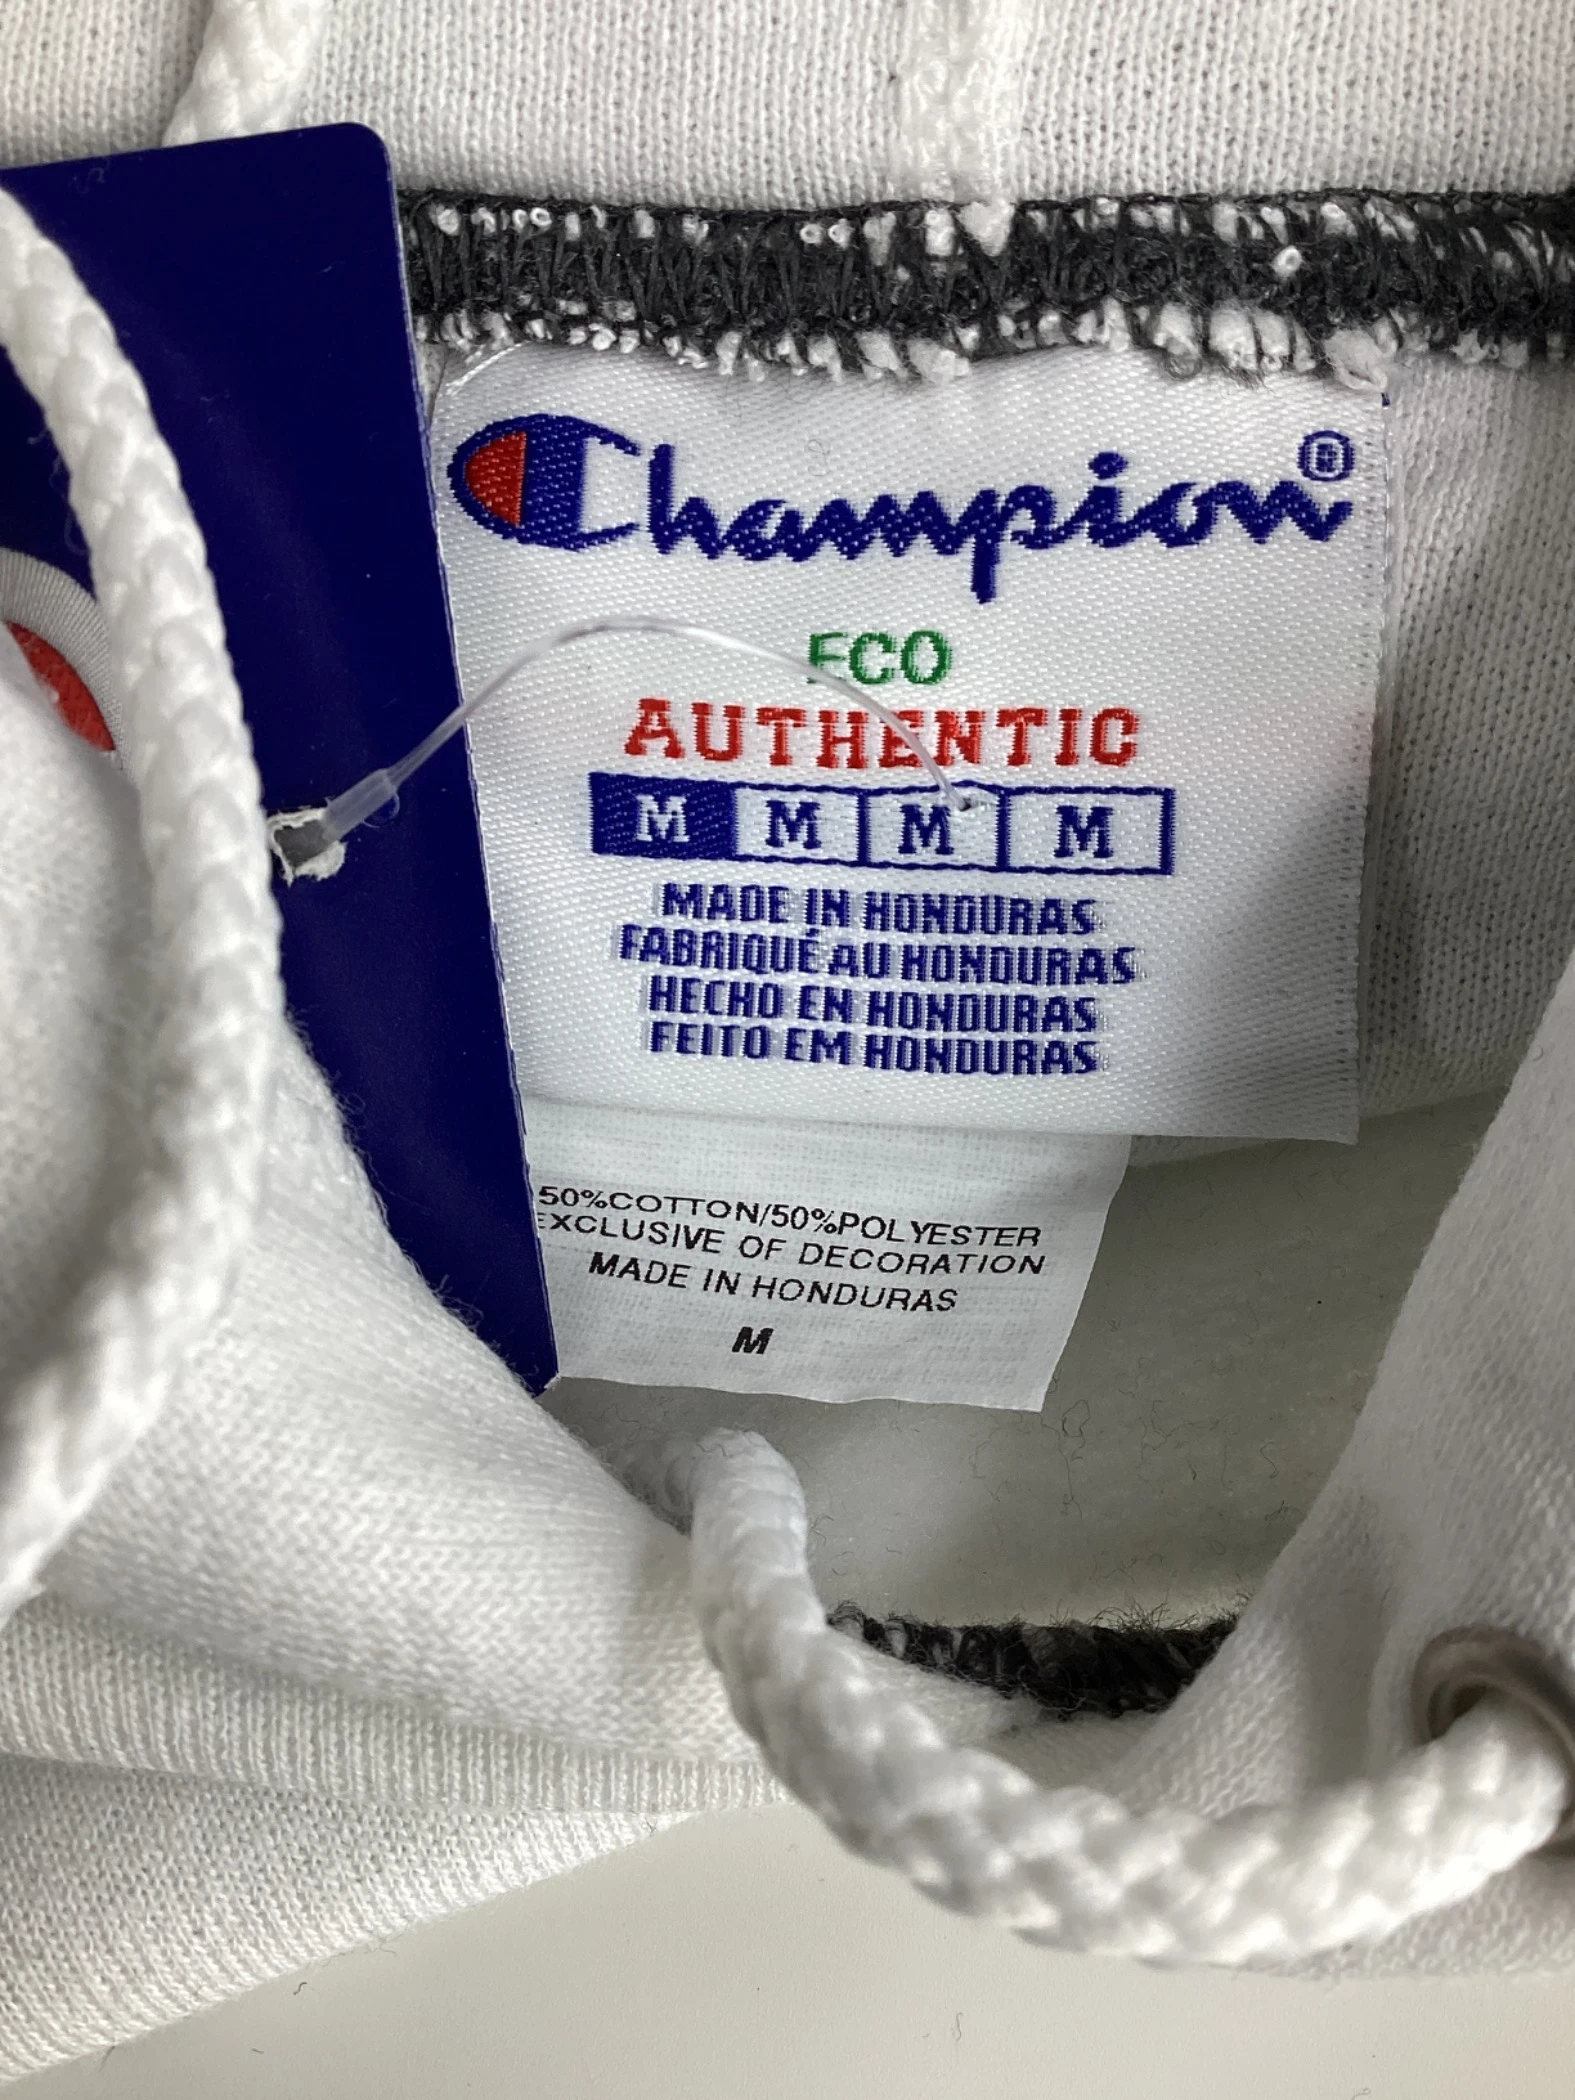 Champion®
ECO
AUTHENTIC
M M M M
MADE IN HONDURAS
FABRIQUÉ AU HONDURAS
HECHO EN HONDURAS
FEITO EM HONDURAS
50%COTTON/50%POLYESTER
EXCLUSIVE OF DECORATION
MADE IN HONDURAS
M